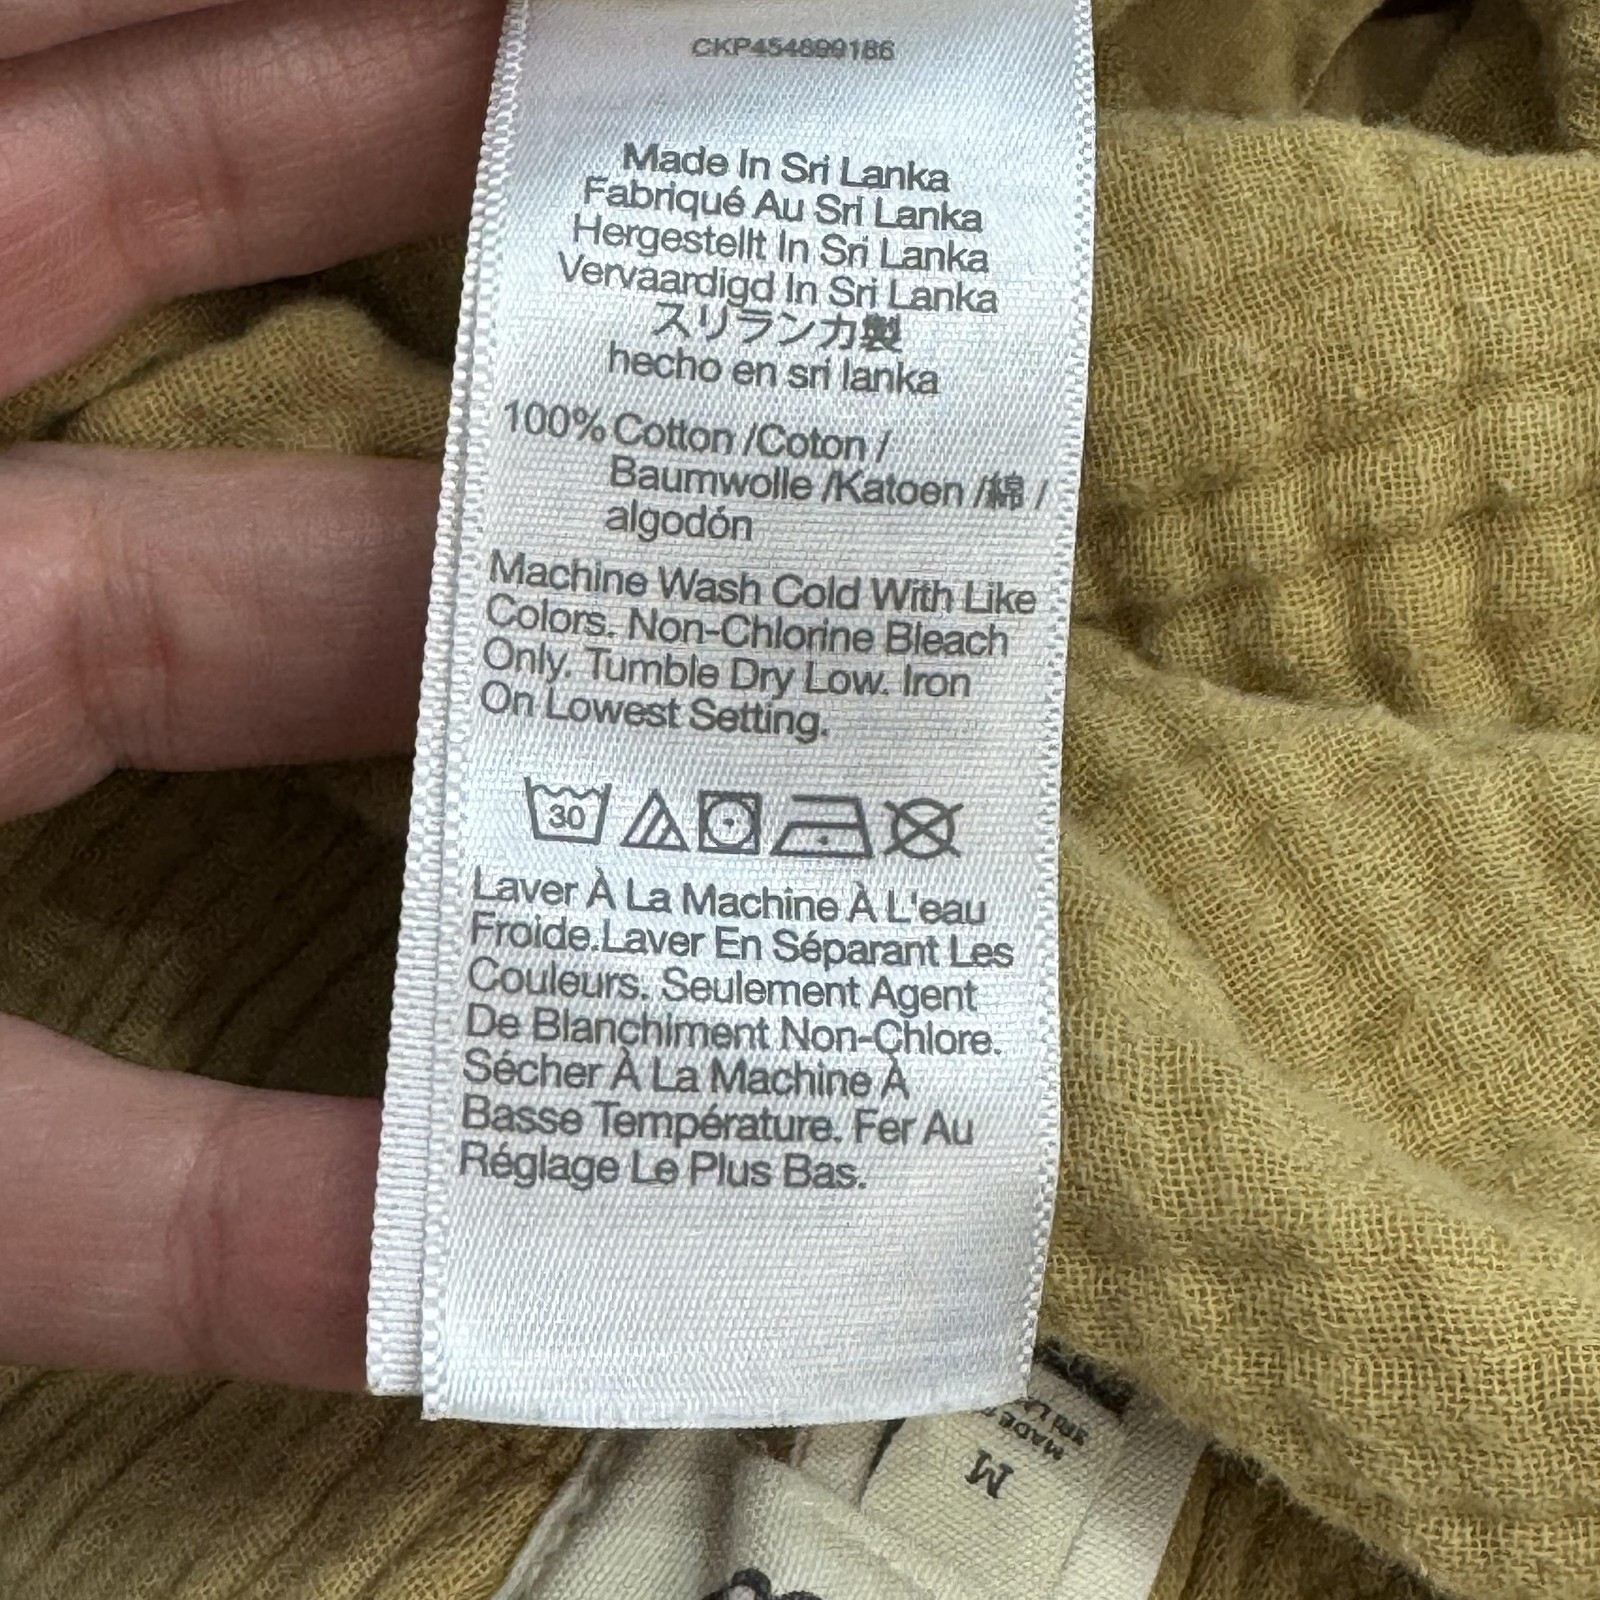 CKP454699186
Made In Sri Lanka
Fabriqué Au Sri Lanka
Hergestellt In Sri Lanka
Vervaardigd In Sri Lanka
スリランカ製
hecho en sri lanka
100% Cotton /Coton /
Baumwolle /Katoen /綿 /
algodón
Machine Wash Cold With Like
Colors. Non-Chlorine Bleach
Only. Tumble Dry Low. Iron
On Lowest Setting.
30
Laver À La Machine À L'eau
Froide.Laver En Séparant Les
Couleurs. Seulement Agent
De Blanchiment Non-Chlore.
Sécher À La Machine À
Basse Température. Fer Au
Réglage Le Plus Bas.
M
MADE
SRI